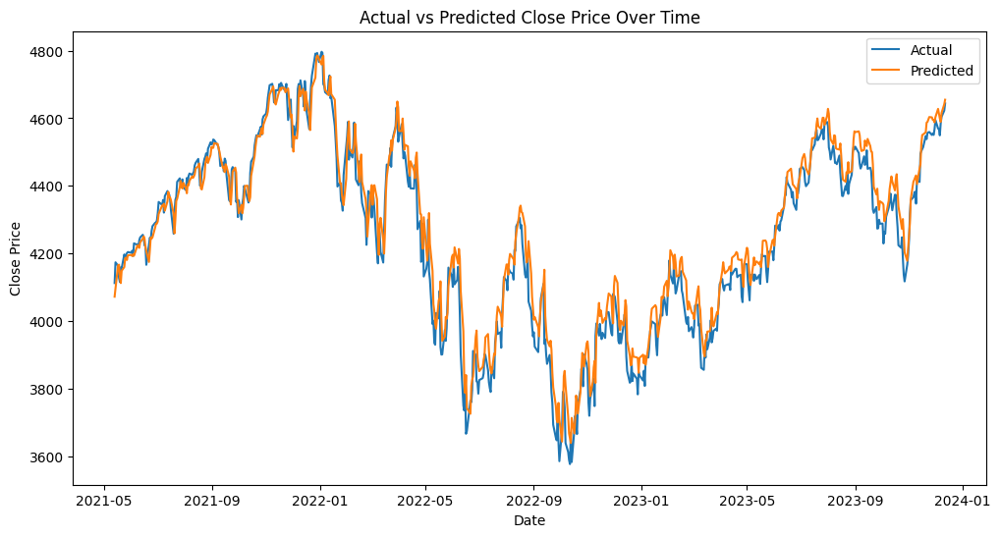 Actual vs Predicted Close Price Over Time
Actual
Predicted
Close Price
4800
4600
4400
4200
4000
3800
3600
2021-05 2021-09 2022-01 2022-05 2022-09 2023-01 2023-05 2023-09 2024-01
Date